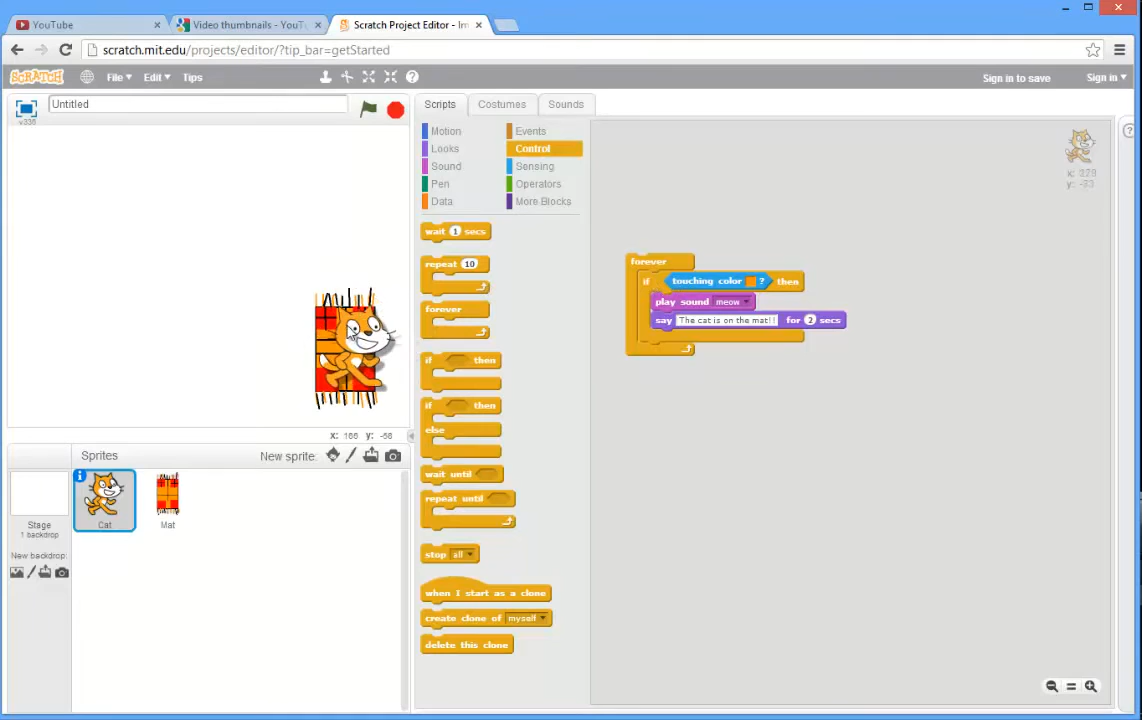 YouTube
Video thumbnails - YouTu
Scratch Project Editor - Im
scratch.mit.edu/projects/editor/?tip_bar=getStarted
SCRATCH File Edit Tips Sign in to save Sign in
Untitled
v336
Scripts Costumes Sounds
Motion Events
Looks Control
Sound Sensing
Pen Operators
Data More Blocks
wait 1 secs
repeat 10
forever
if then
if then
else
wait until
repeat until
stop all
when I start as a clone
create clone of myself
delete this clone
forever
if touching color ? then
play sound meow
say The cat is on the mat!! for 2 secs
x: 166 y: -58
Sprites New sprite:
Stage
1 backdrop
New backdrop:
Cat
Mat